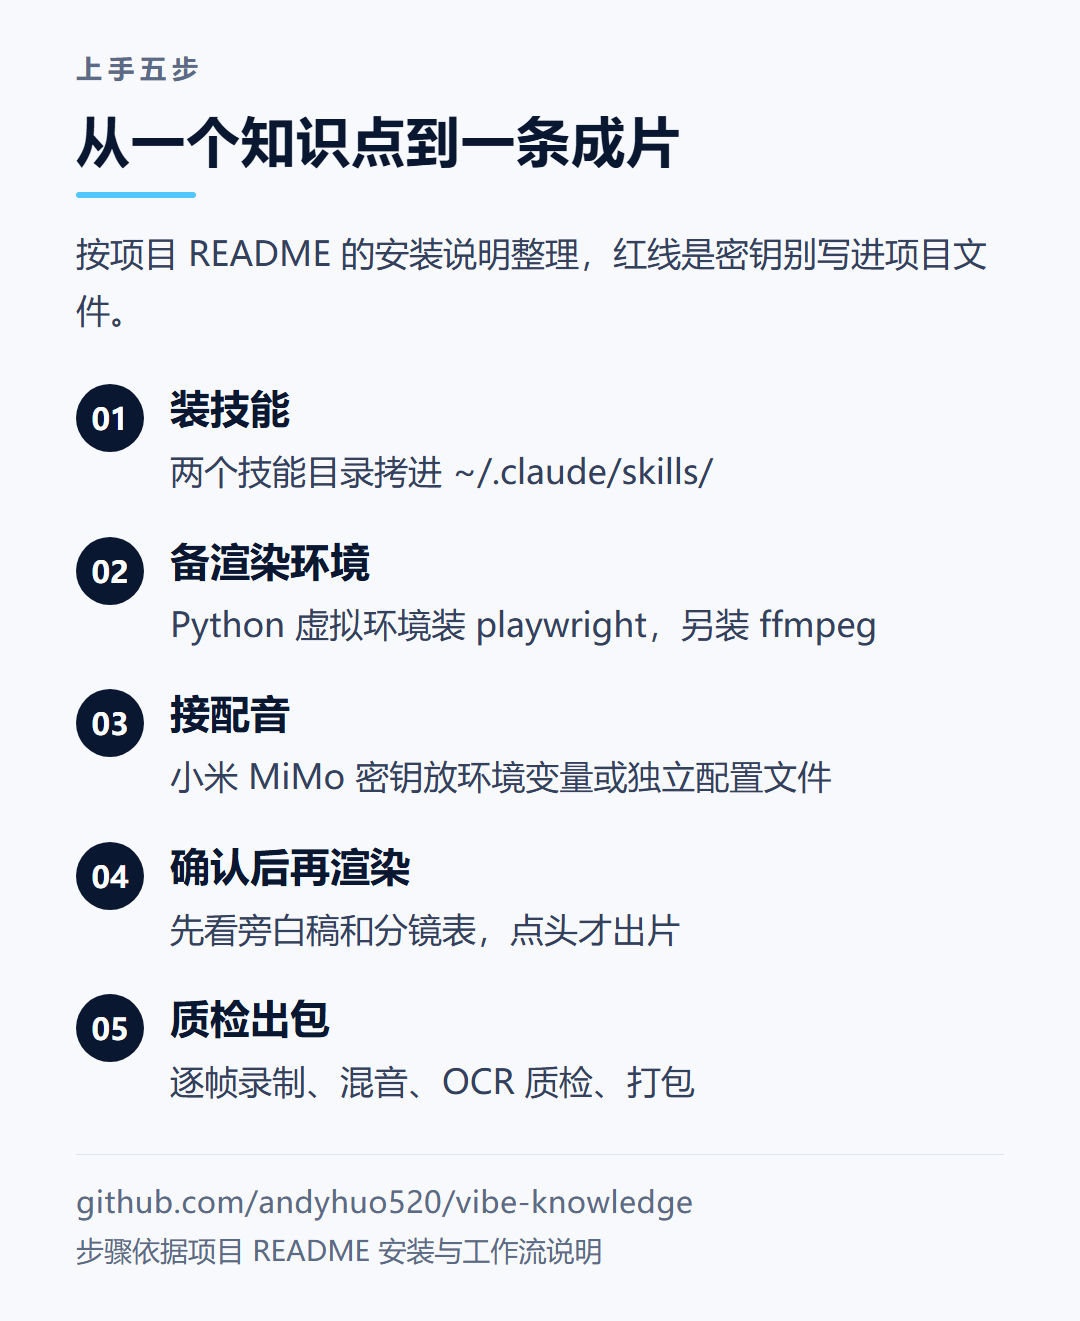 上手五步
从一个知识点到一条成片
按项目 README 的安装说明整理，红线是密钥别写进项目文
件。
01 装技能
两个技能目录拷进 ~/.claude/skills/
02 备渲染环境
Python 虚拟环境装 playwright，另装 ffmpeg
03 接配音
小米 MiMo 密钥放环境变量或独立配置文件
04 确认后再渲染
先看旁白稿和分镜表，点头才出片
05 质检出包
逐帧录制、混音、OCR 质检、打包
github.com/andyhuo520/vibe-knowledge
步骤依据项目 README 安装与工作流说明